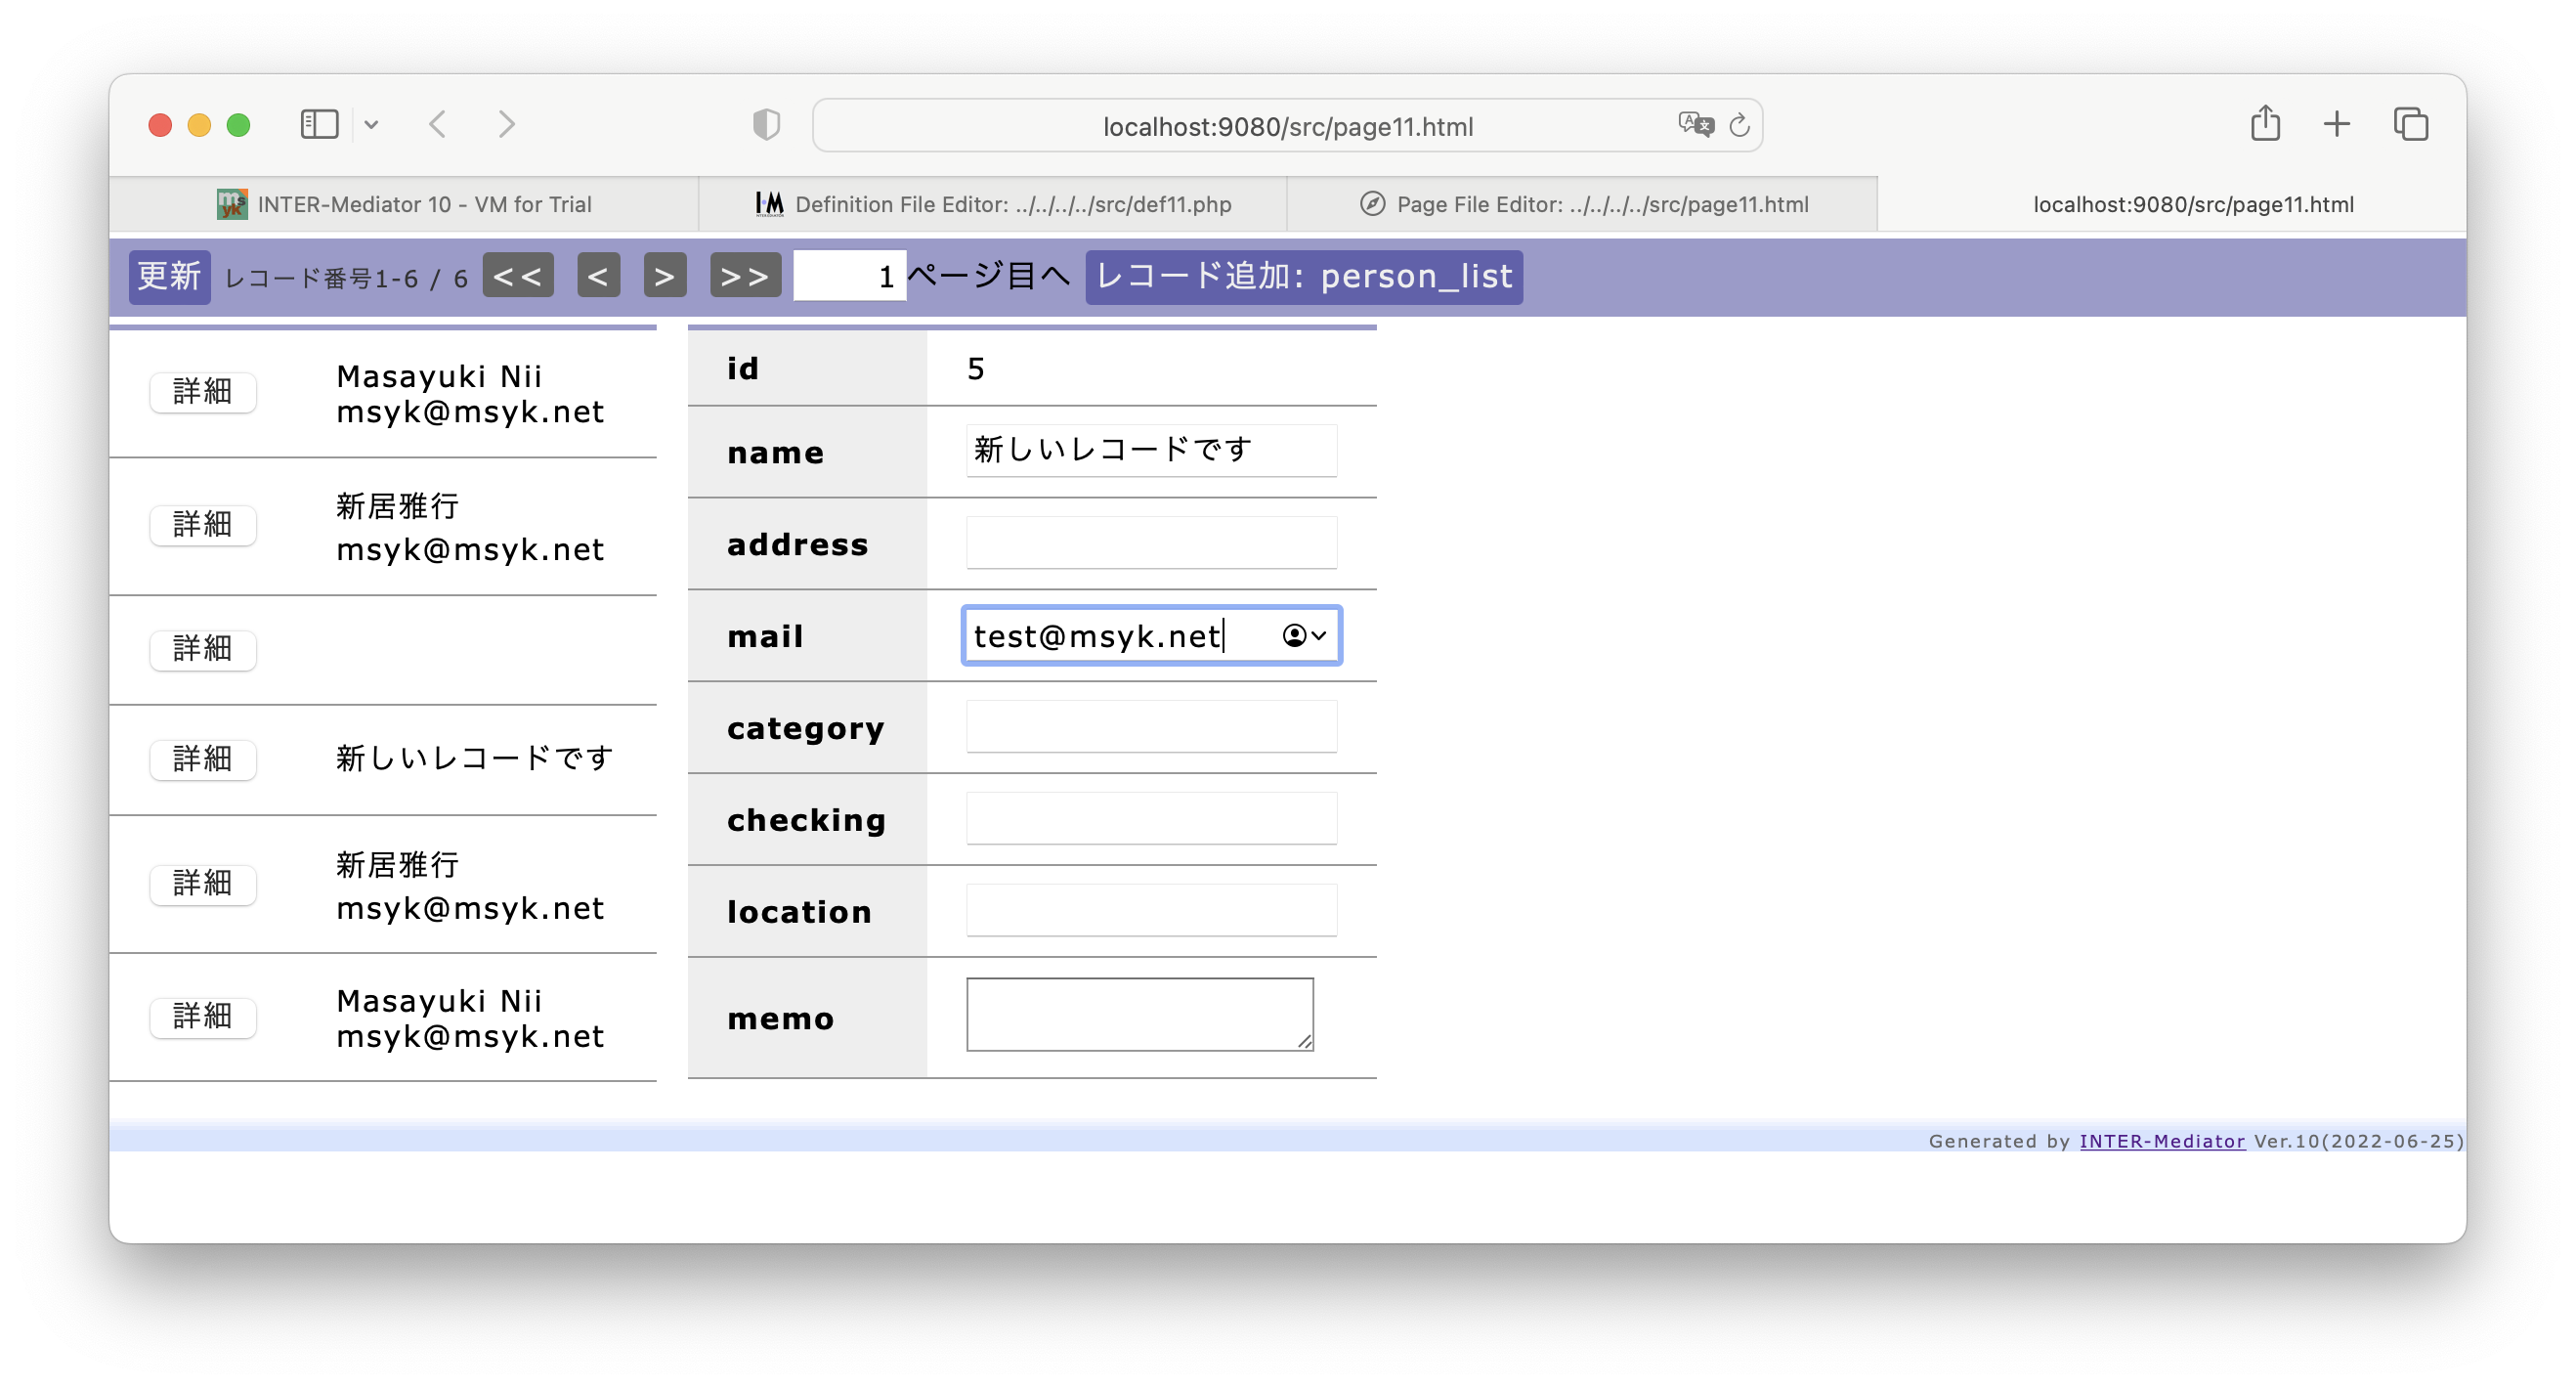 localhost:9080/src/page11.html
INTER-Mediator 10 - VM for Trial
Definition File Editor: ../../../../src/def11.php
Page File Editor: ../../../../src/page11.html
localhost:9080/src/page11.html
更新 レコード番号1-6 / 6 << < > >> 1 ページ目へ レコード追加: person_list
詳細 Masayuki Nii
msyk@msyk.net
詳細 新居雅行
msyk@msyk.net
詳細
詳細 新しいレコードです
詳細 新居雅行
msyk@msyk.net
詳細 Masayuki Nii
msyk@msyk.net
id 5
name 新しいレコードです
address
mail test@msyk.net
category
checking
location
memo
Generated by INTER-Mediator Ver.10(2022-06-25)